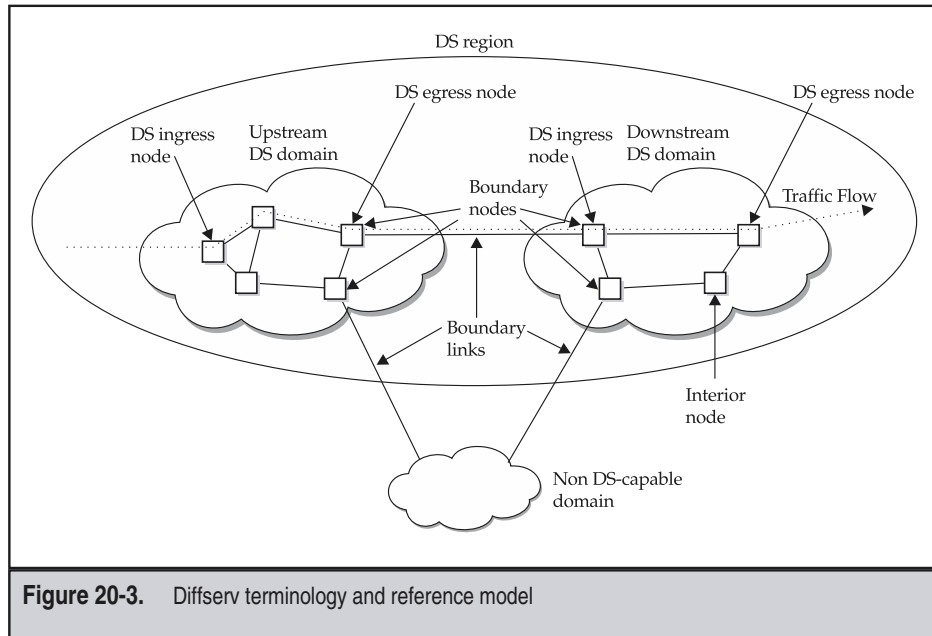 DS region
DS egress node
DS egress node
DS ingress
node
Upstream
DS domain
DS ingress
node
Downstream
DS domain
Boundary
nodes
Traffic Flow
Boundary
links
Interior
node
Non DS-capable
domain
Figure 20-3. Diffserv terminology and reference model